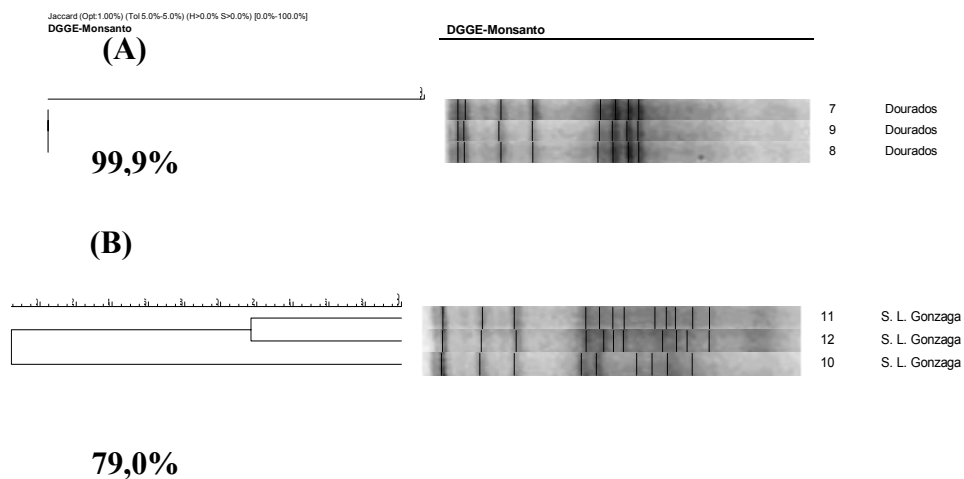 Jaccard (Opt:1.00%) (Tol 5.0%-5.0%) (H>0.0% S>0.0%) [0.0%-100.0%]
DGGE-Monsanto
DGGE-Monsanto
(A)
7 Dourados
9 Dourados
8 Dourados
99,9%
(B)
11 S. L. Gonzaga
12 S. L. Gonzaga
10 S. L. Gonzaga
79,0%